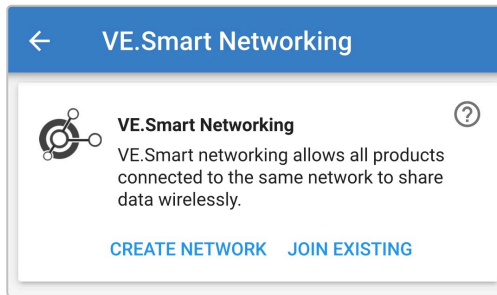 VE.Smart Networking
VE.Smart Networking
VE.Smart networking allows all products
connected to the same network to share
data wirelessly.
CREATE NETWORK JOIN EXISTING